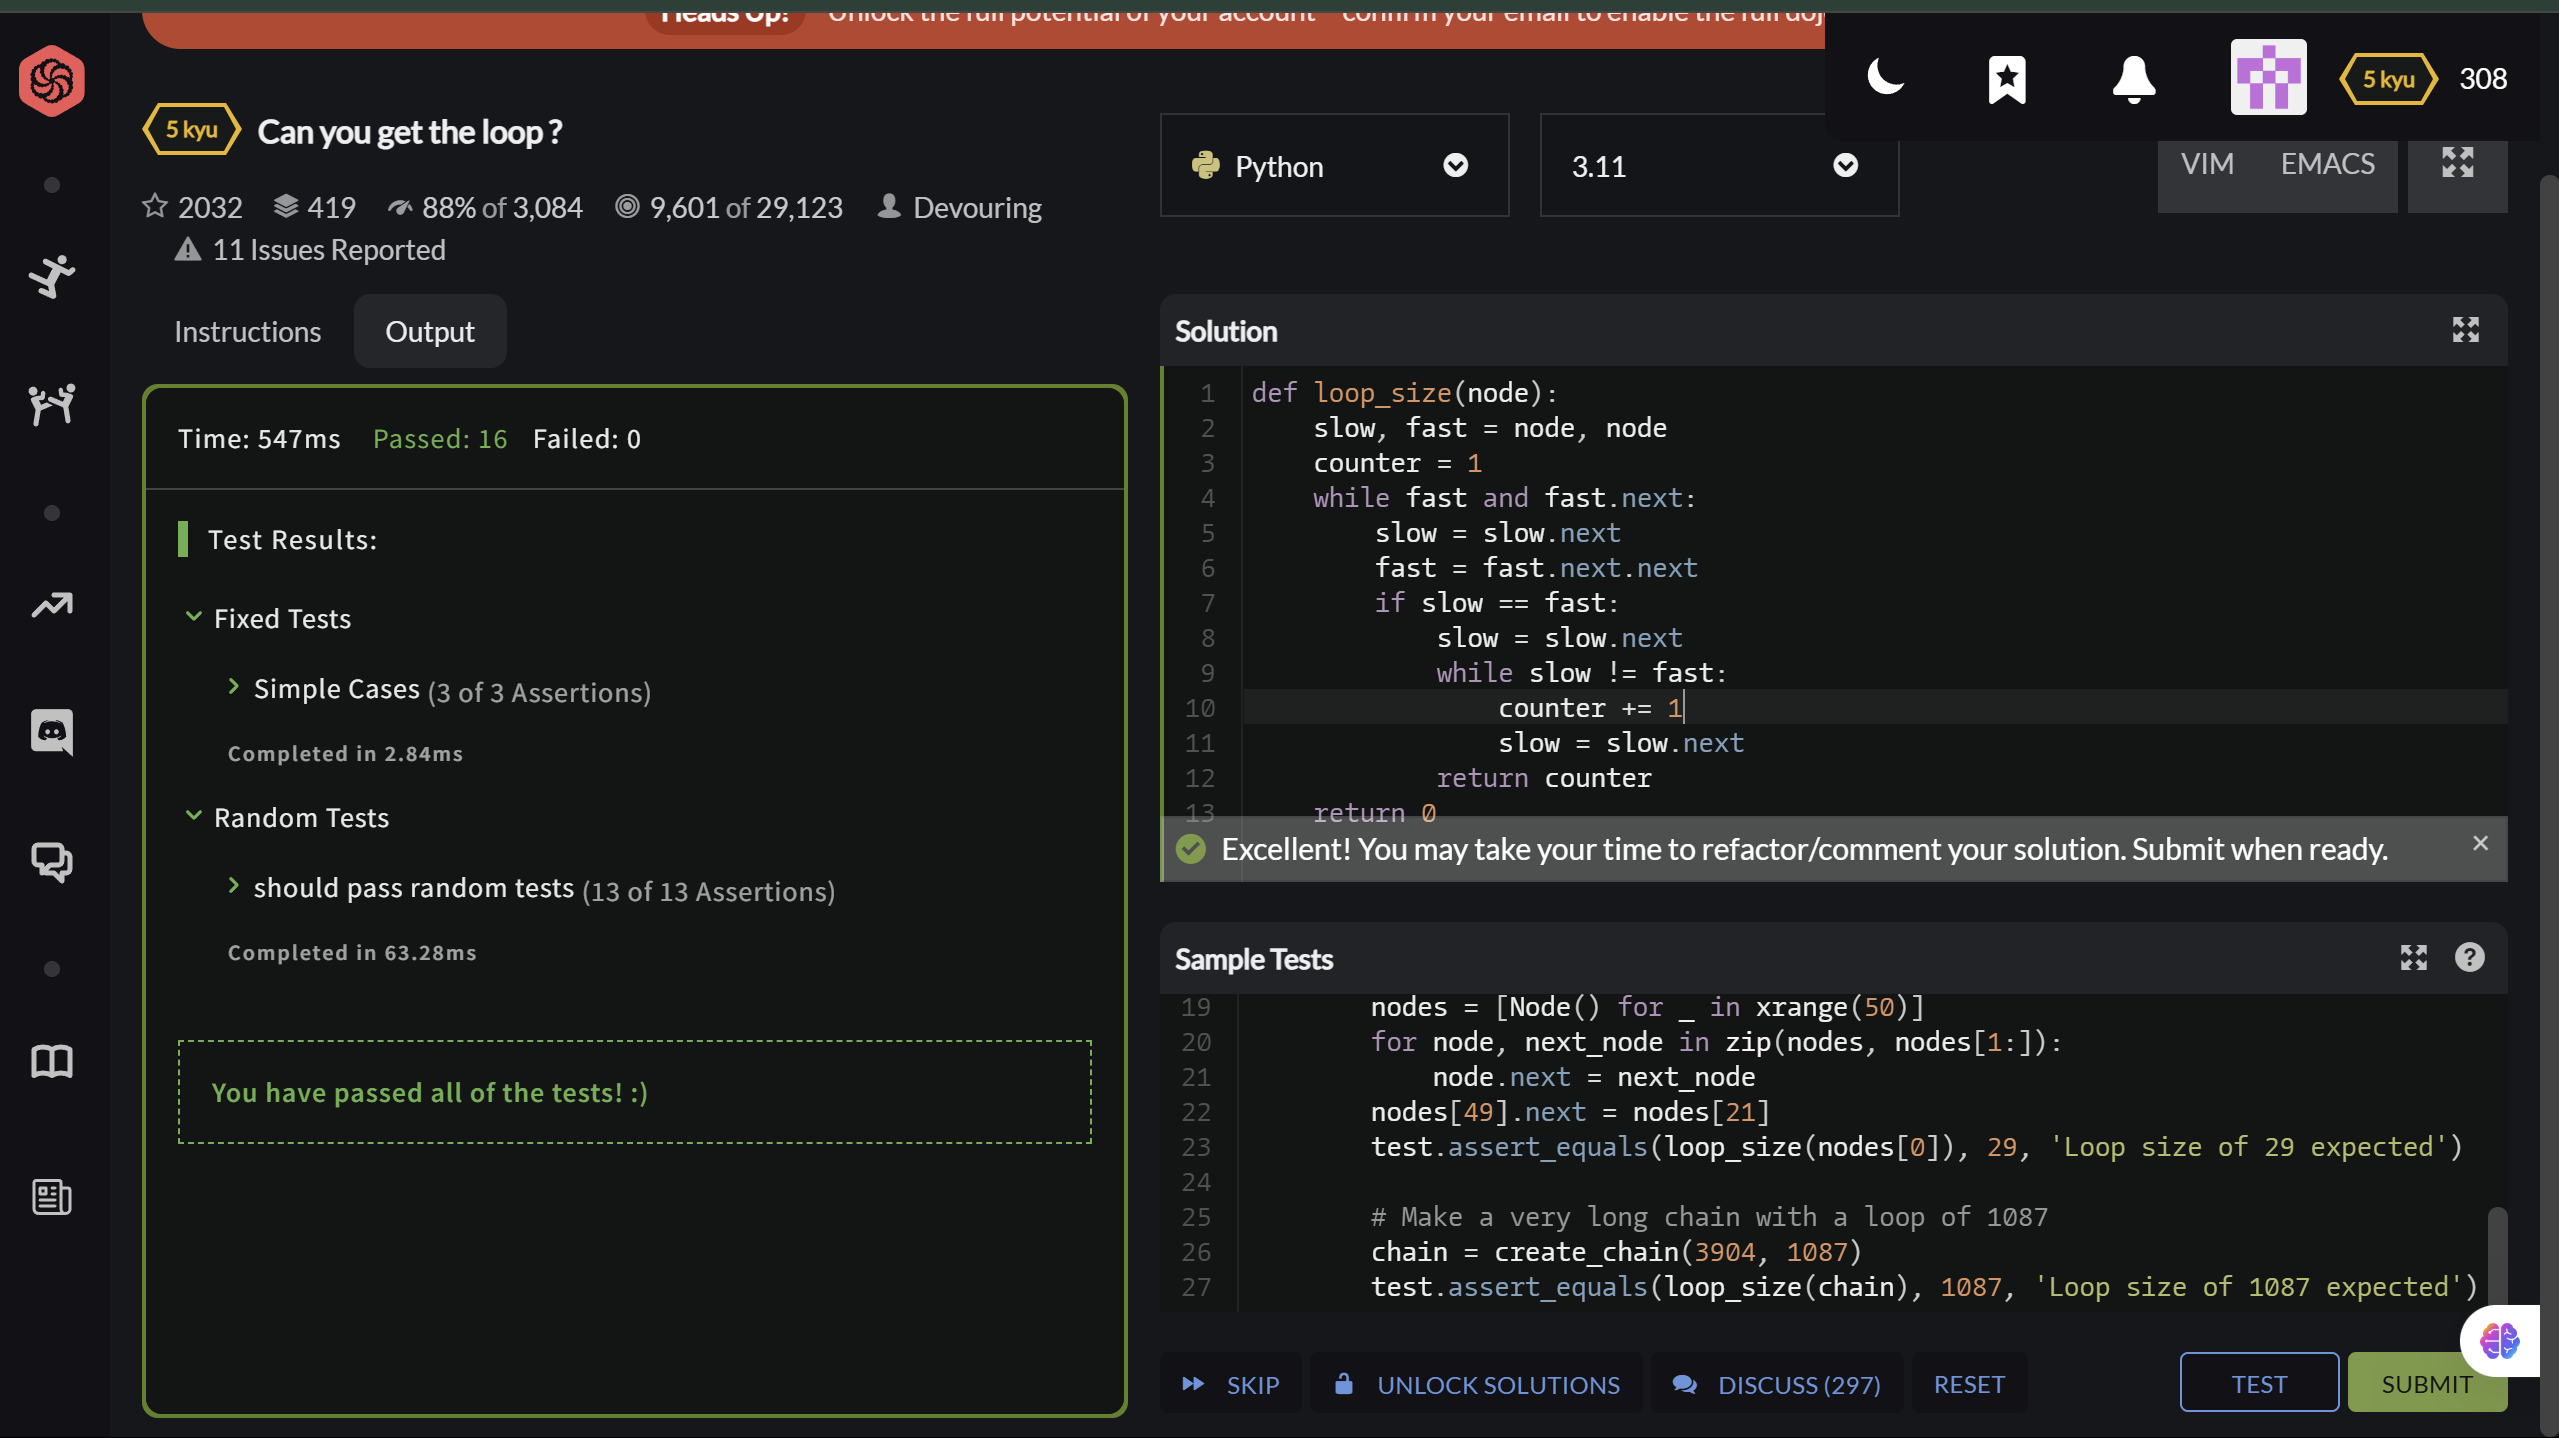 Heads Up! Unlock the full potential of your account confirm your email to enable the full
5 kyu 308
5 kyu Can you get the loop ?
2032 419 88% of 3,084 9,601 of 29,123 Devouring
11 Issues Reported
Python 3.11 VIM EMACS
Instructions Output
Time: 547ms Passed: 16 Failed: 0
Test Results:
Fixed Tests
Simple Cases (3 of 3 Assertions)
Completed in 2.84ms
Random Tests
should pass random tests (13 of 13 Assertions)
Completed in 63.28ms
You have passed all of the tests! :)
Solution
1 def loop_size(node):
2 slow, fast = node, node
3 counter = 1
4 while fast and fast.next:
5 slow = slow.next
6 fast = fast.next.next
7 if slow == fast:
8 slow = slow.next
9 while slow != fast:
10 counter += 1
11 slow = slow.next
12 return counter
13 return 0
Excellent! You may take your time to refactor/comment your solution. Submit when ready.
Sample Tests
19 nodes = [Node() for _ in xrange(50)]
20 for node, next_node in zip(nodes, nodes[1:]):
21 node.next = next_node
22 nodes[49].next = nodes[21]
23 test.assert_equals(loop_size(nodes[0]), 29, 'Loop size of 29 expected')
24
25 # Make a very long chain with a loop of 1087
26 chain = create_chain(3904, 1087)
27 test.assert_equals(loop_size(chain), 1087, 'Loop size of 1087 expected')
SKIP UNLOCK SOLUTIONS DISCUSS (297) RESET TEST SUBMIT